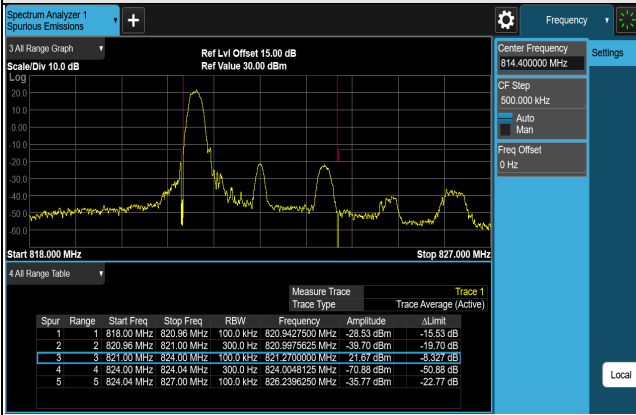 Spectrum Analyzer 1
Spurious Emissions
+
Frequency
3 All Range Graph
Ref Lvl Offset 15.00 dB
Scale/Div 10.0 dB
Ref Value 30.00 dBm
Log
20.0
10.0
0.00
-10.0
-20.0
-30.0
-40.0
-50.0
-60.0
Start 818.000 MHz
Stop 827.000 MHz
Center Frequency
814.400000 MHz
Settings
CF Step
500.000 kHz
Auto
Man
Freq Offset
0 Hz
4 All Range Table
Measure Trace Trace 1
Trace Type Trace Average (Active)
Spur Range Start Freq Stop Freq RBW Frequency Amplitude ΔLimit
1 1 818.00 MHz 820.96 MHz 100.0 kHz 820.9427500 MHz -28.53 dBm -15.53 dB
2 2 820.96 MHz 821.00 MHz 300.0 Hz 820.9975625 MHz -39.70 dBm -19.70 dB
3 3 821.00 MHz 824.00 MHz 100.0 kHz 821.2700000 MHz 21.67 dBm -8.327 dB
4 4 824.00 MHz 824.04 MHz 300.0 Hz 824.0048125 MHz -70.88 dBm -50.88 dB
5 5 824.04 MHz 827.00 MHz 100.0 kHz 826.2396250 MHz -35.77 dBm -22.77 dB
Local